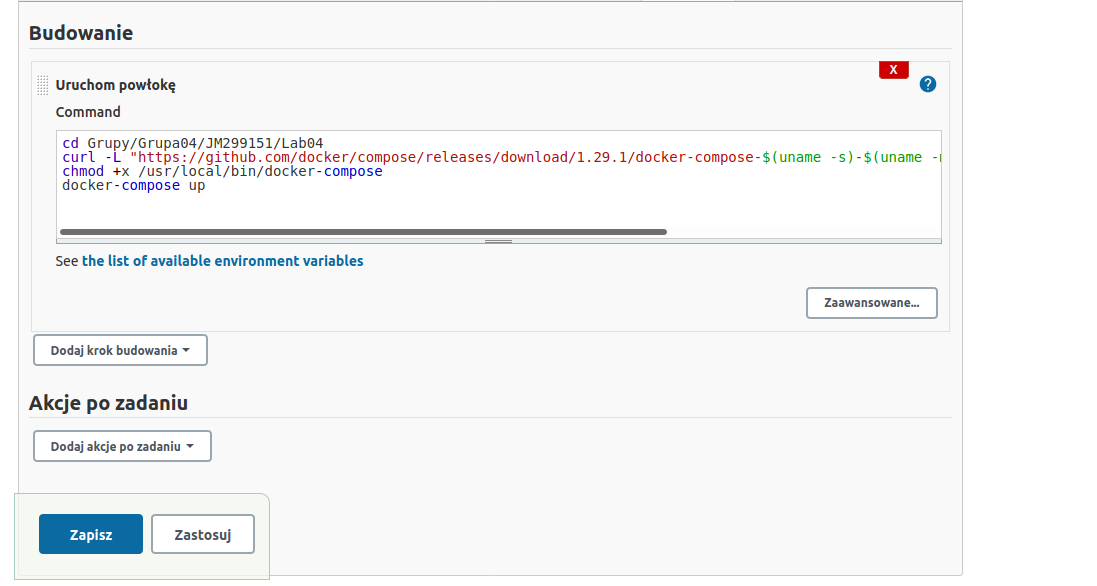 Budowanie
X
Uruchom powłokę
?
Command
cd Grupy/Grupa04/JM299151/Lab04
curl -L "https://github.com/docker/compose/releases/download/1.29.1/docker-compose-$(uname -s)-$(uname -
chmod +x /usr/local/bin/docker-compose
docker-compose up
See the list of available environment variables
Zaawansowane...
Dodaj krok budowania
Akcje po zadaniu
Dodaj akcje po zadaniu
Zapisz
Zastosuj